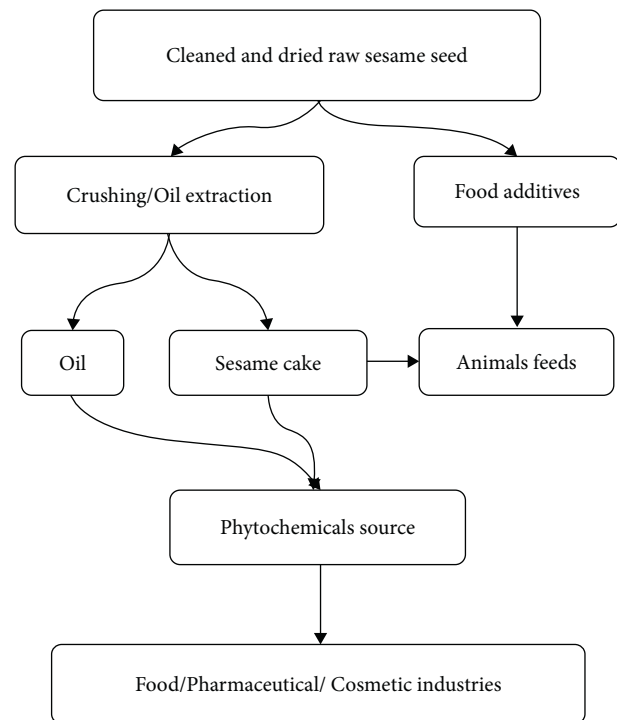 Cleaned and dried raw sesame seed
Crushing/Oil extraction
Food additives
Oil
Sesame cake
Animals feeds
Phytochemicals source
Food/Pharmaceutical/ Cosmetic industries